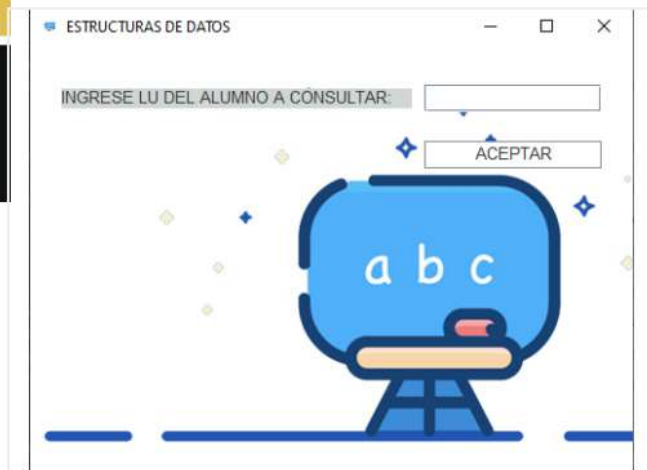 ESTRUCTURAS DE DATOS
INGRESE LU DEL ALUMNO A CONSULTAR:
ACEPTAR
a b c